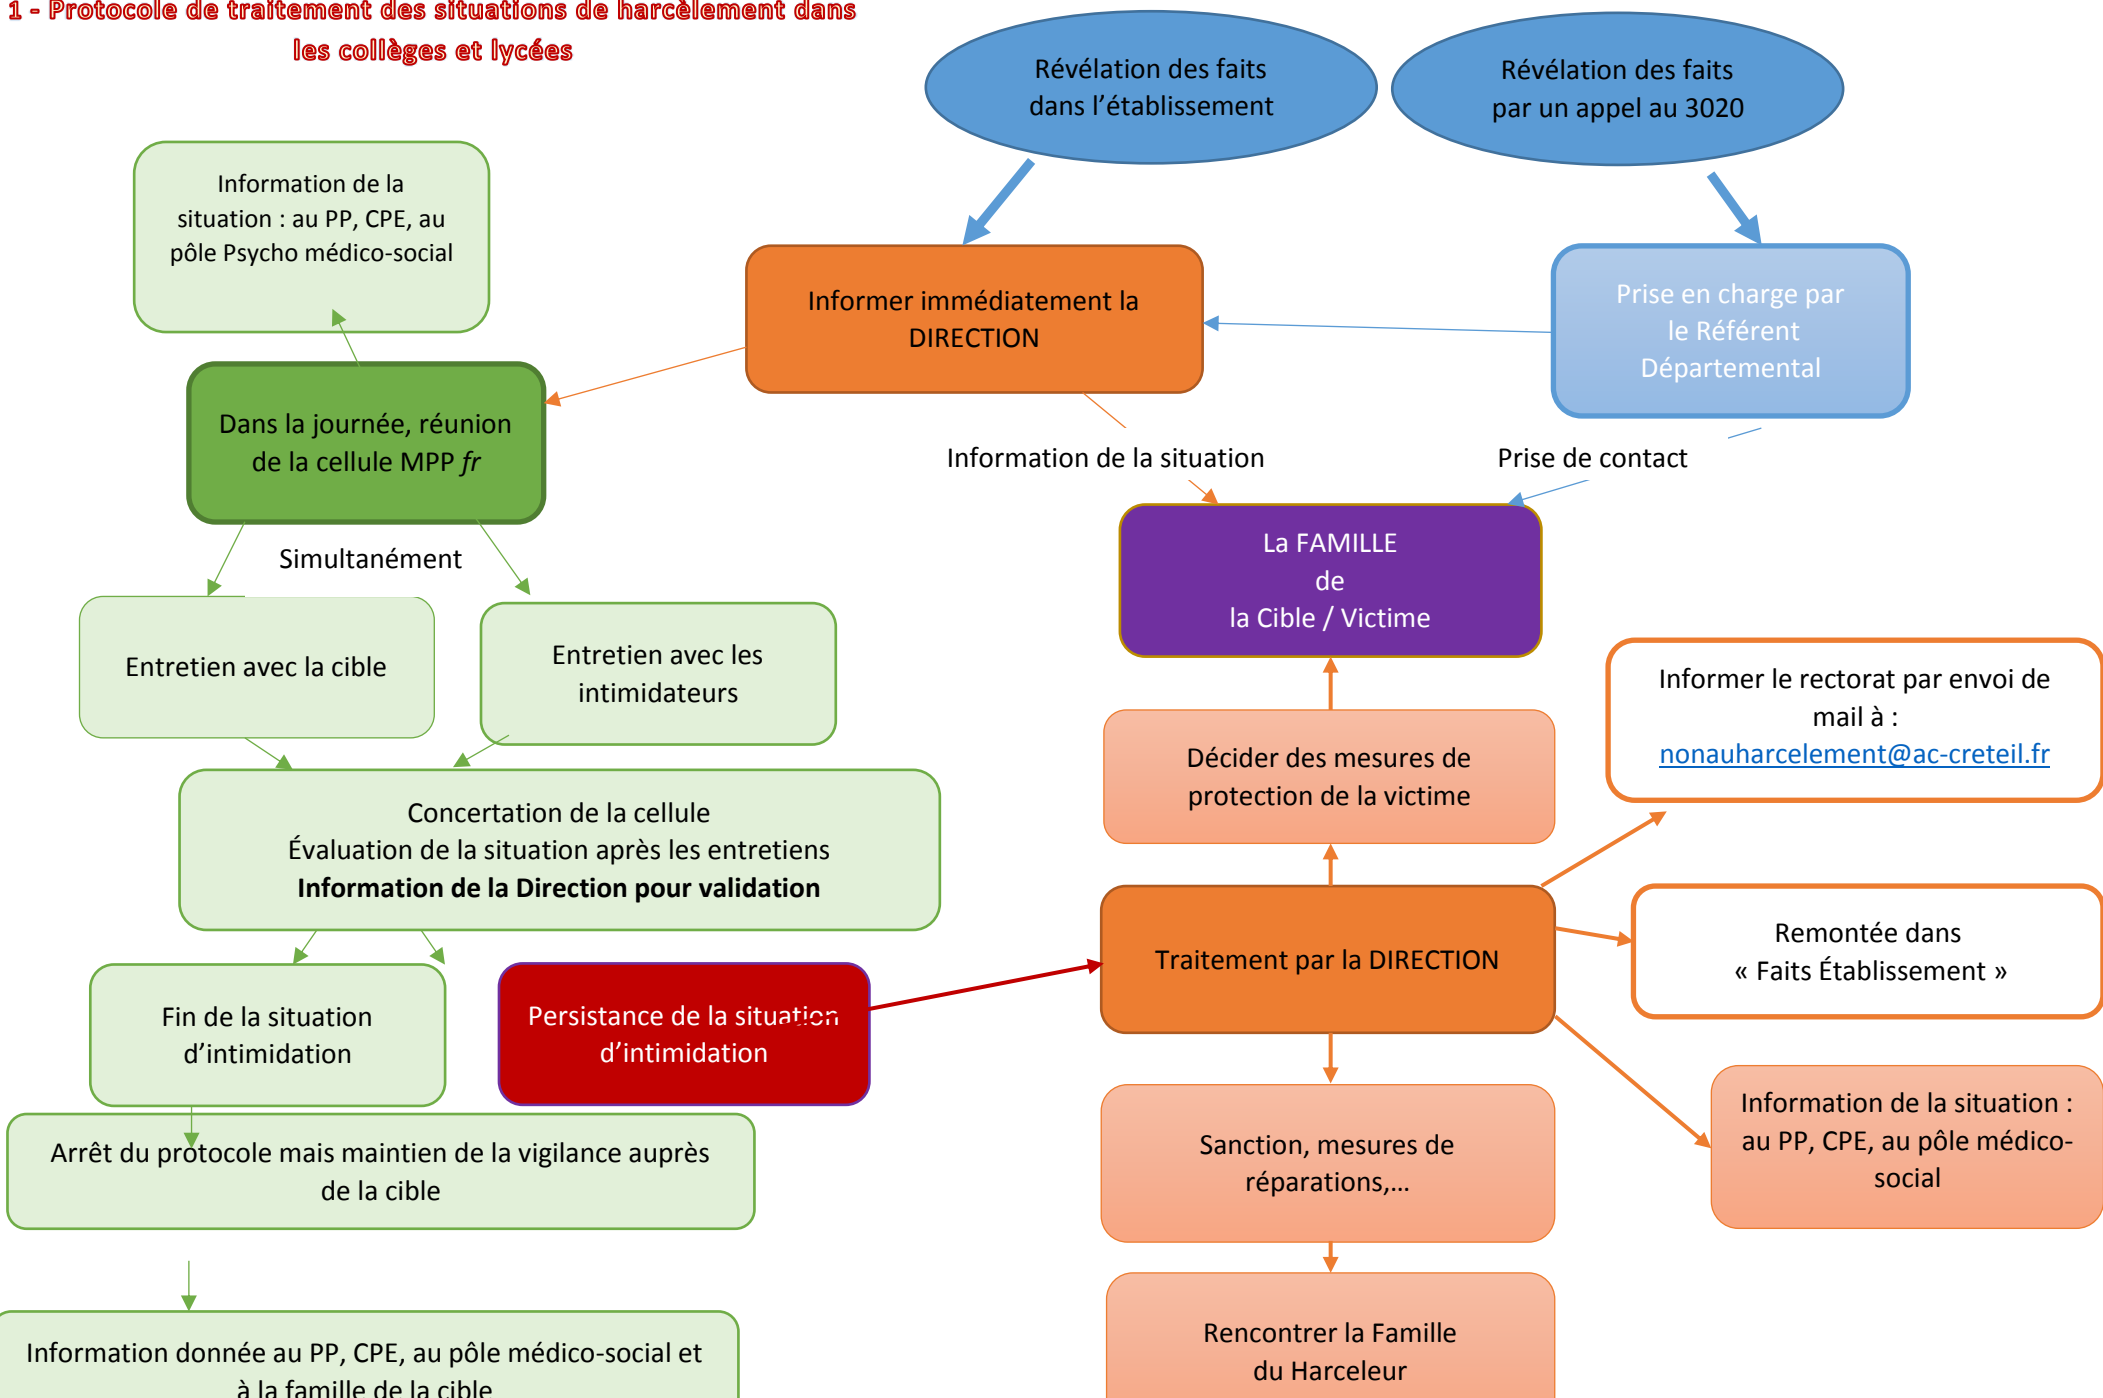 1 - Protocole de traitement des situations de harcèlement dans
les collèges et lycées
Révélation des faits
dans l'établissement
Révélation des faits
par un appel au 3020
Information de la
situation : au PP, CPE, au
pôle Psycho médico-social
Informer immédiatement la
DIRECTION
Prise en charge par
le Référent
Départemental
Dans la journée, réunion
de la cellule MPP fr
Information de la situation
Prise de contact
Simultanément
La FAMILLE
de
la Cible / Victime
Entretien avec la cible
Entretien avec les
intimidateurs
Informer le rectorat par envoi de
mail à :
nonauharcelement@ac-creteil.fr
Décider des mesures de
protection de la victime
Concertation de la cellule
Évaluation de la situation après les entretiens
Information de la Direction pour validation
Traitement par la DIRECTION
Remontée dans
« Faits Établissement »
Fin de la situation
d'intimidation
Persistance de la situation
d'intimidation
Information de la situation :
au PP, CPE, au pôle médico-
social
Arrêt du protocole mais maintien de la vigilance auprès
de la cible
Sanction, mesures de
réparations,…
Information donnée au PP, CPE, au pôle médico-social et
à la famille de la cible
Rencontrer la Famille
du Harceleur